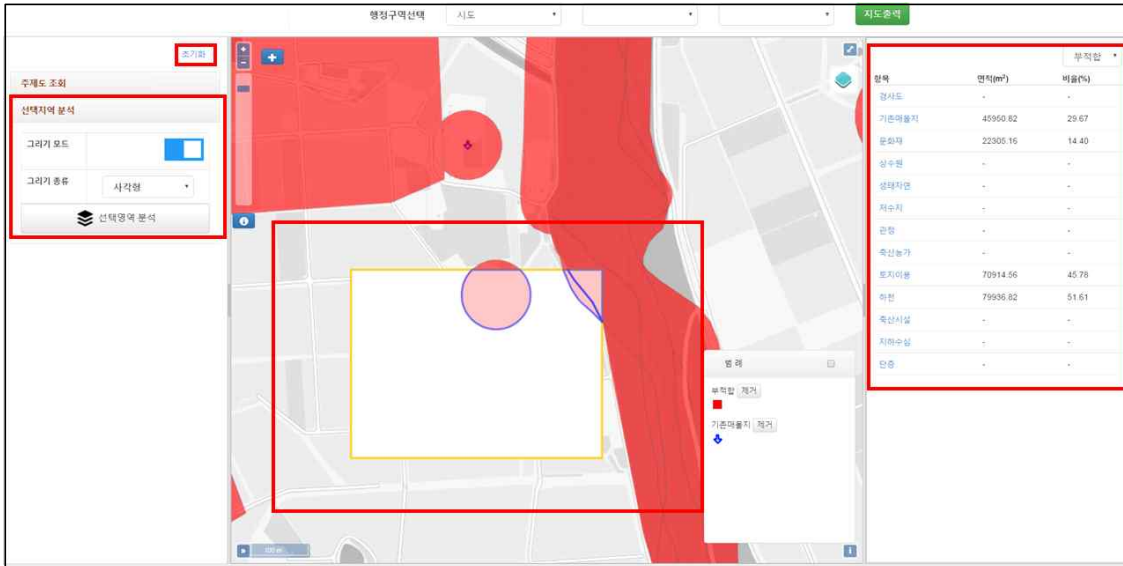 행정구역선택 시도 지도출력
초기화
주제도 조회
선택지역 분석
그리기 모드
그리기 종류 사각형
선택영역 분석
100 m
범 례
부적합 제거
기존매몰지 제거
부적합
항목 면적(m²) 비율(%)
경사도 - -
기존매몰지 45960.82 29.67
문화재 22305.16 14.40
상수원 - -
생태자연 - -
저수지 - -
관정 - -
축산농가 - -
토지이용 70914.56 45.78
하천 79936.82 51.61
축산시설 - -
지하수심 - -
단층 - -